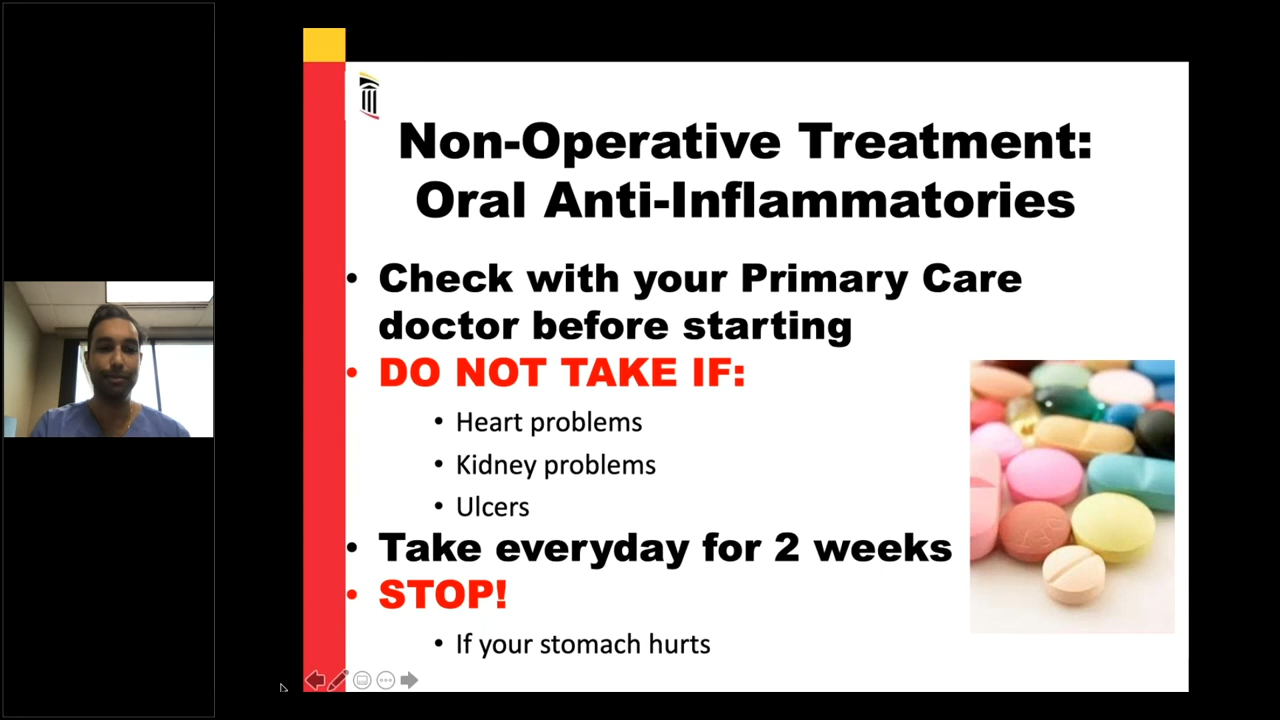 Non-Operative Treatment:
Oral Anti-Inflammatories
• Check with your Primary Care
doctor before starting
• DO NOT TAKE IF:
• Heart problems
• Kidney problems
• Ulcers
• Take everyday for 2 weeks
• STOP!
• If your stomach hurts